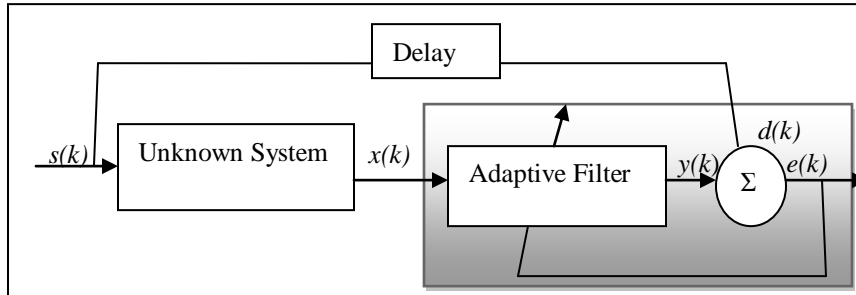 Delay
d(k)
s(k)
Unknown System
x(k)
Adaptive Filter
y(k)
Σ
e(k)